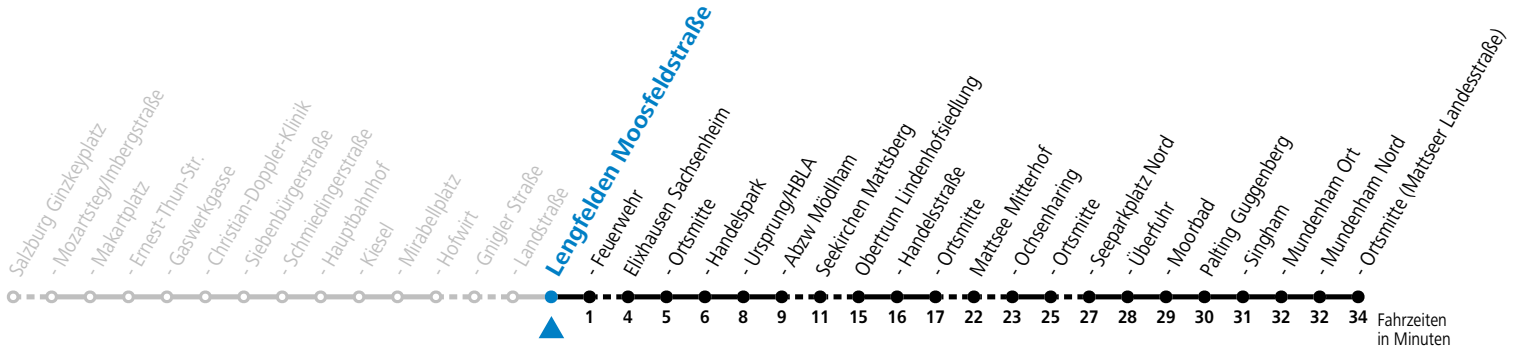 Salzburg Ginzkeyplatz
- Mozartsteg/Imbergstraße
- Makartplatz
- Ernest-Thun-Str.
- Gaswerkgasse
- Christian-Doppler-Klinik
- Siebenbürgerstraße
- Schmiedingerstraße
- Hauptbahnhof
- Kiesel
- Mirabellplatz
- Hofwirt
- Gnigler Straße
- Landstraße
Lengfelden Moosfeldstraße
- Feuerwehr
Elixhausen Sachsenheim
- Ortsmitte
- Handelspark
- Ursprung/HBLA
- Abzw Mödlham
Seekirchen Mattsberg
Obertrum Lindenhofsiedlung
- Handelsstraße
- Ortsmitte
Mattsee Mitterhof
- Ochsenharing
- Ortsmitte
- Seeparkplatz Nord
- Überfuhr
- Moorbad
Palting Guggenberg
- Singham
- Mundenham Ort
- Mundenham Nord
- Ortsmitte (Mattseer Landesstraße)
1 4 5 6 8 9 11 15 16 17 22 23 25 27 28 29 30 31 32 32 34 Fahrzeiten
in Minuten